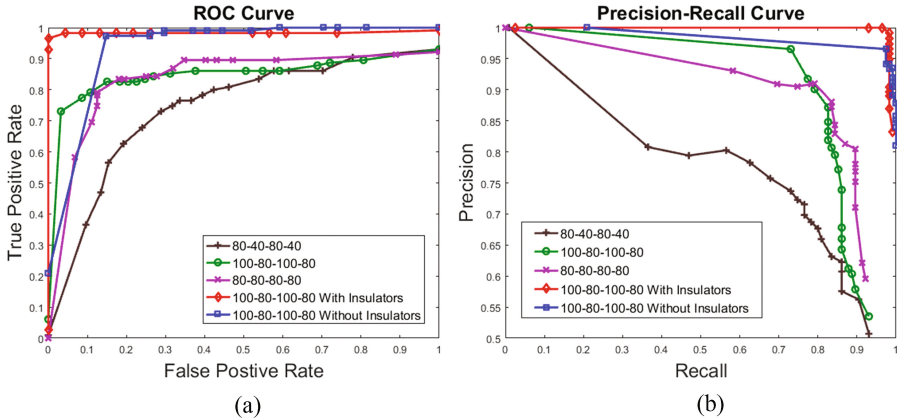 ROC Curve
1
0.9
0.8
0.7
0.6
0.5
0.4
0.3
0.2
0.1
0
True Positive Rate
80-40-80-40
100-80-100-80
80-80-80-80
100-80-100-80 With Insulators
100-80-100-80 Without Insulators
0 0.1 0.2 0.3 0.4 0.5 0.6 0.7 0.8 0.9 1
False Postive Rate
(a)
Precision-Recall Curve
1
0.95
0.9
0.85
0.8
0.75
0.7
0.65
0.6
0.55
0.5
Precision
80-40-80-40
100-80-100-80
80-80-80-80
100-80-100-80 With Insulators
100-80-100-80 Without Insulators
0 0.1 0.2 0.3 0.4 0.5 0.6 0.7 0.8 0.9 1
Recall
(b)